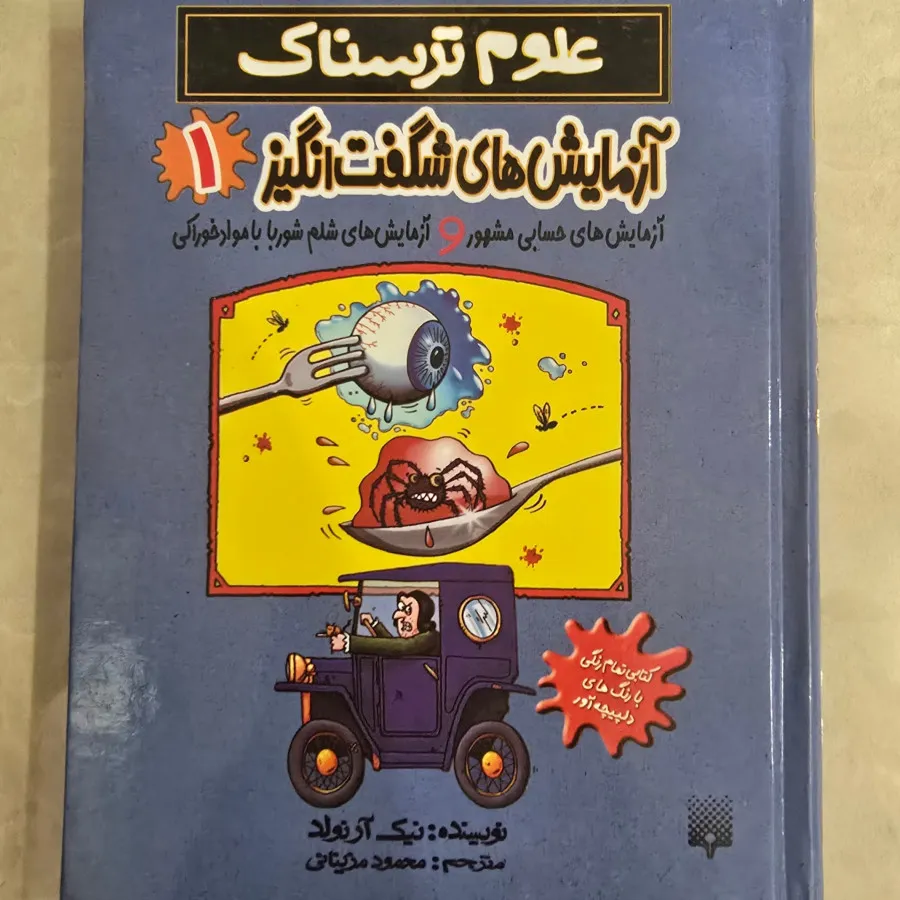 علوم ترسناک
آزمایش‌های شگفت‌انگیز ۱
آزمایش‌های حسابی مشهور و آزمایش‌های شلم شوربا با مواد خوراکی
کتابی تمام رنگی
با رنگ های
دلپیچه آور
نویسنده: نیک آرنولد
مترجم: محمود مزینانی